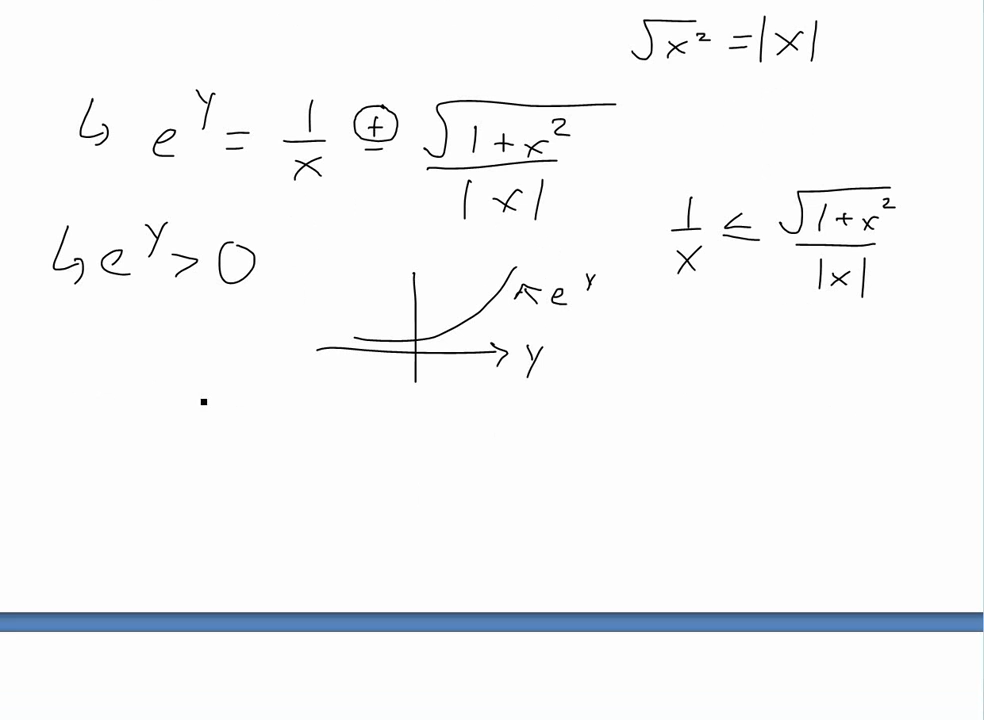 √x² = |x|
↳ e^y = 1/x ± √(1+x²)/|x|
1/x ≤ √(1+x²)/|x|
↳ e^y > 0
↖ e^y
y